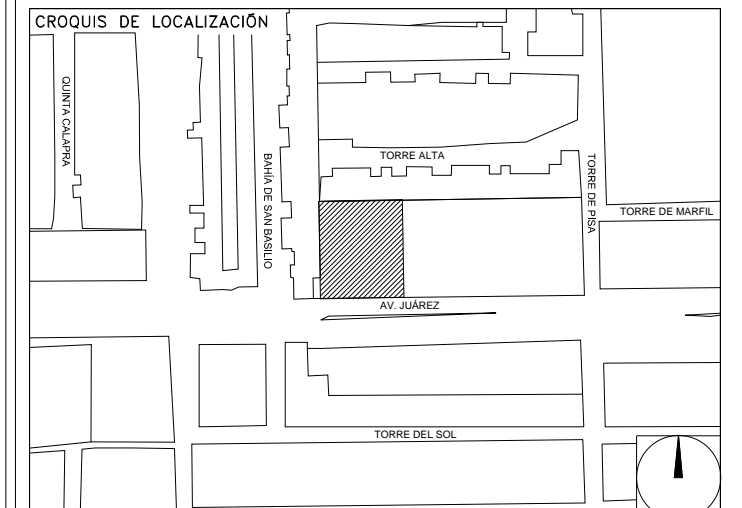 CROQUIS DE LOCALIZACIÓN
QUINTA CALAPRA
BAHÍA DE SAN BASILIO
TORRE ALTA
TORRE DE PISA
TORRE DE MARFIL
AV. JUÁREZ
TORRE DEL SOL